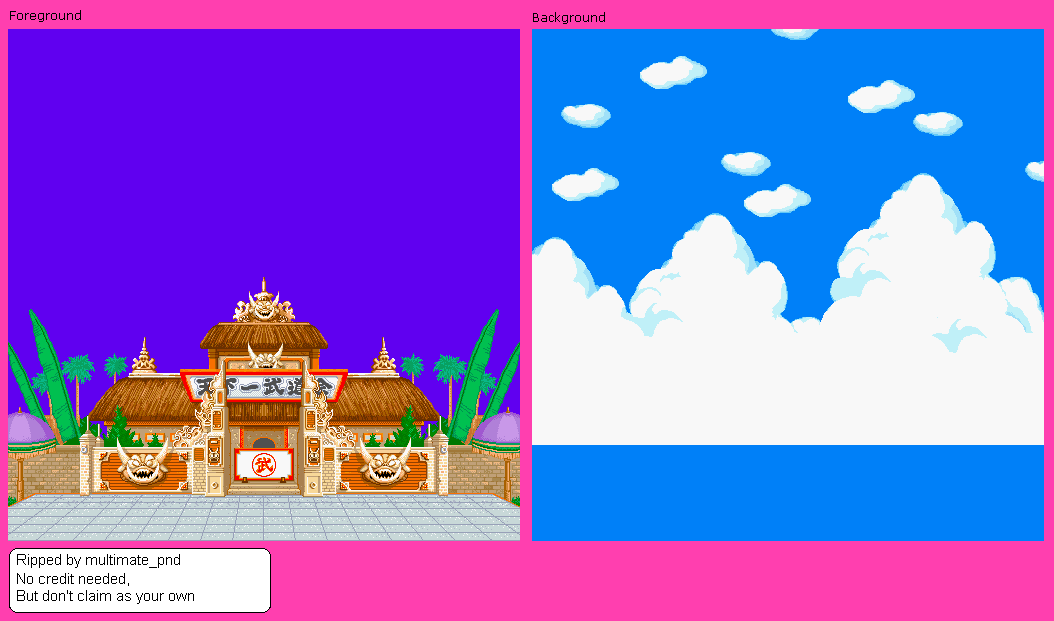 Foreground
Background
天下一武道会
武
Ripped by multimate_pnd
No credit needed,
But don't claim as your own